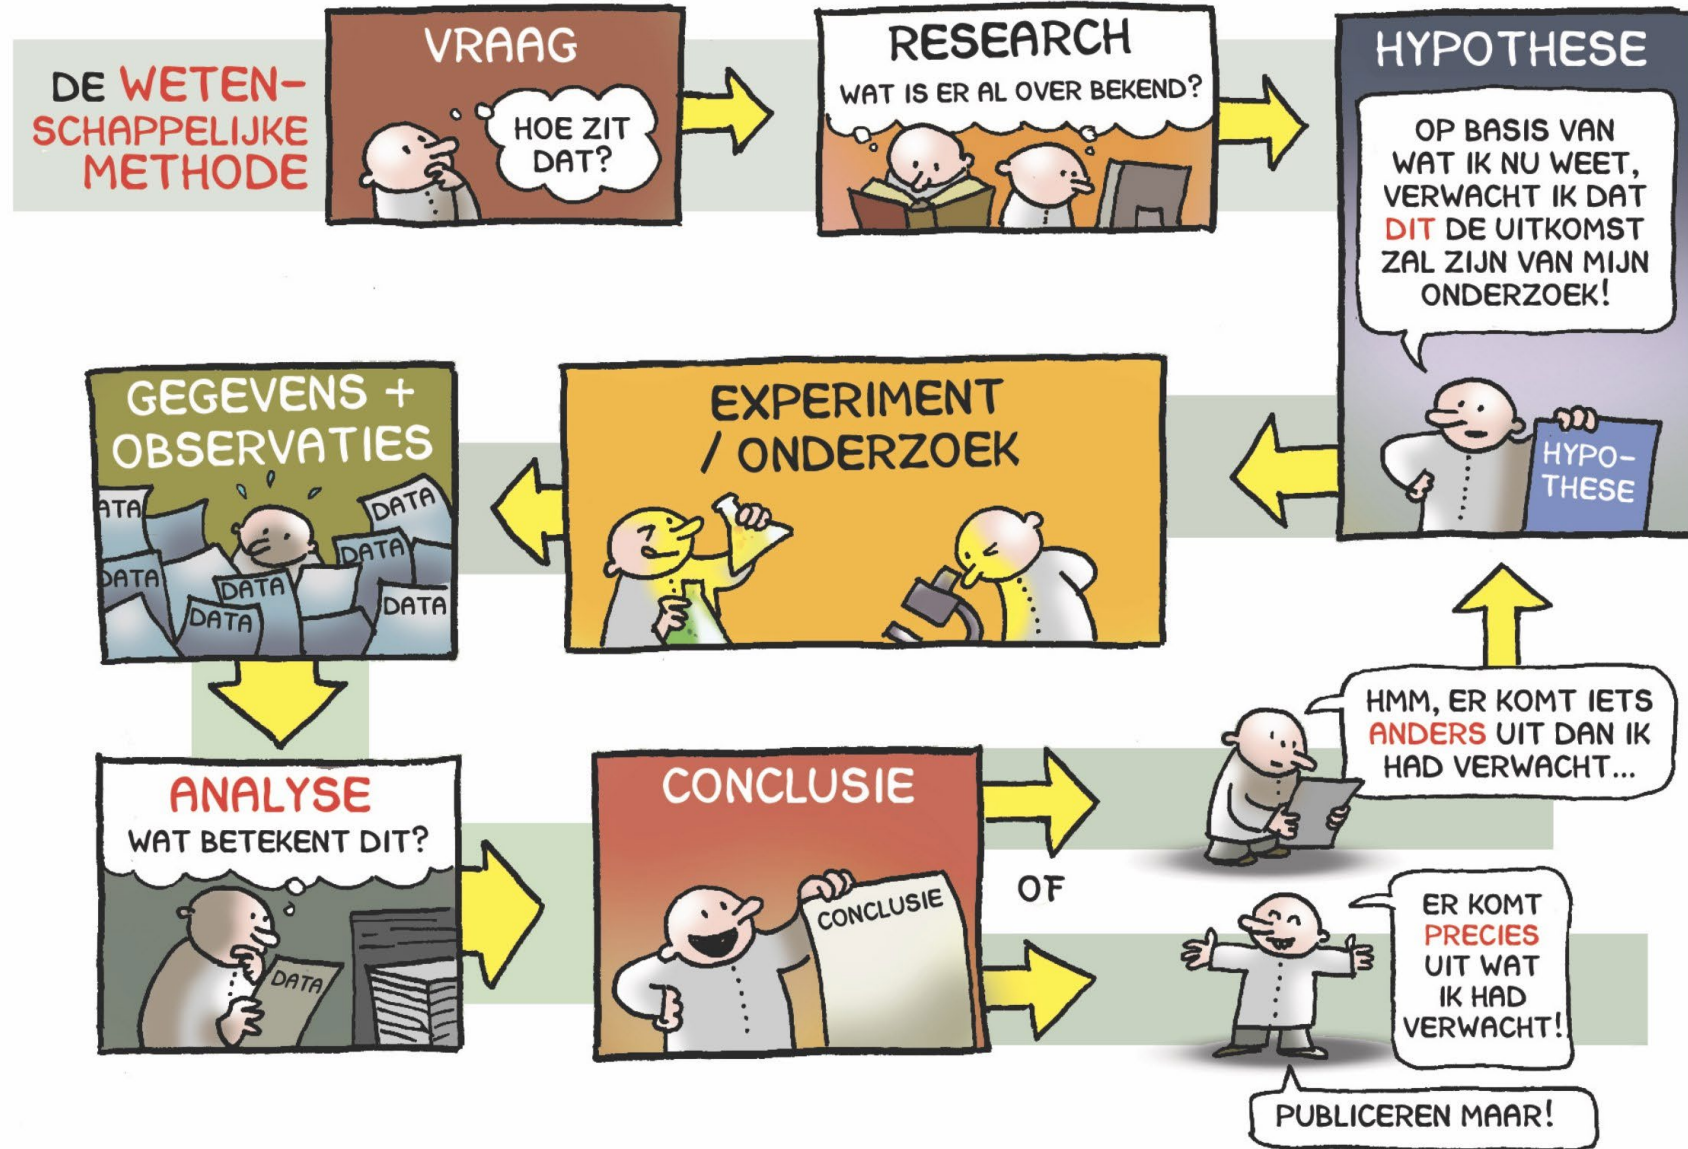 DE WETEN-
SCHAPPELIJKE
METHODE
VRAAG
HOE ZIT
DAT?
RESEARCH
WAT IS ER AL OVER BEKEND?
HYPOTHESE
OP BASIS VAN
WAT IK NU WEET,
VERWACHT IK DAT
DIT DE UITKOMST
ZAL ZIJN VAN MIJN
ONDERZOEK!
HYPO-
THESE
EXPERIMENT
/ ONDERZOEK
GEGEVENS +
OBSERVATIES
ATA
DATA
DATA
DATA
DATA
DATA
DATA
ANALYSE
WAT BETEKENT DIT?
DATA
CONCLUSIE
CONCLUSIE
OF
HMM, ER KOMT IETS
ANDERS UIT DAN IK
HAD VERWACHT...
ER KOMT
PRECIES
UIT WAT
IK HAD
VERWACHT!
PUBLICEREN MAAR!